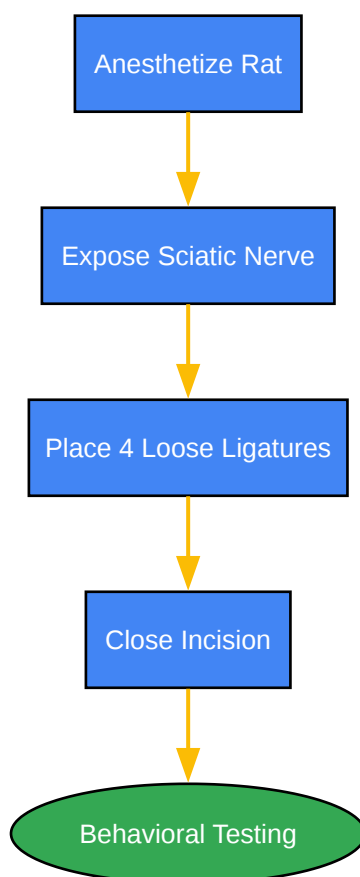 Anesthetize Rat
Expose Sciatic Nerve
Place 4 Loose Ligatures
Close Incision
Behavioral Testing